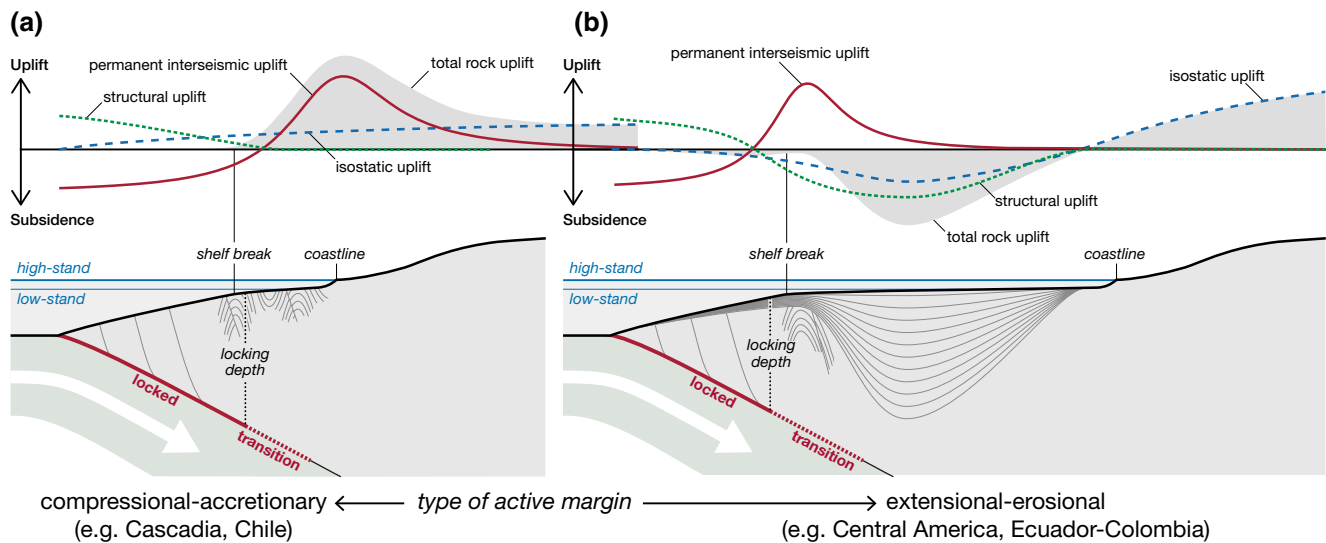 (a)
Uplift
permanent interseismic uplift
total rock uplift
structural uplift
isostatic uplift
Subsidence
shelf break
coastline
high-stand
low-stand
locking
depth
locked
transition
(b)
Uplift
permanent interseismic uplift
isostatic uplift
structural uplift
total rock uplift
Subsidence
shelf break
coastline
high-stand
low-stand
locking
depth
locked
transition
compressional-accretionary
(e.g. Cascadia, Chile)
type of active margin
extensional-erosional
(e.g. Central America, Ecuador-Colombia)